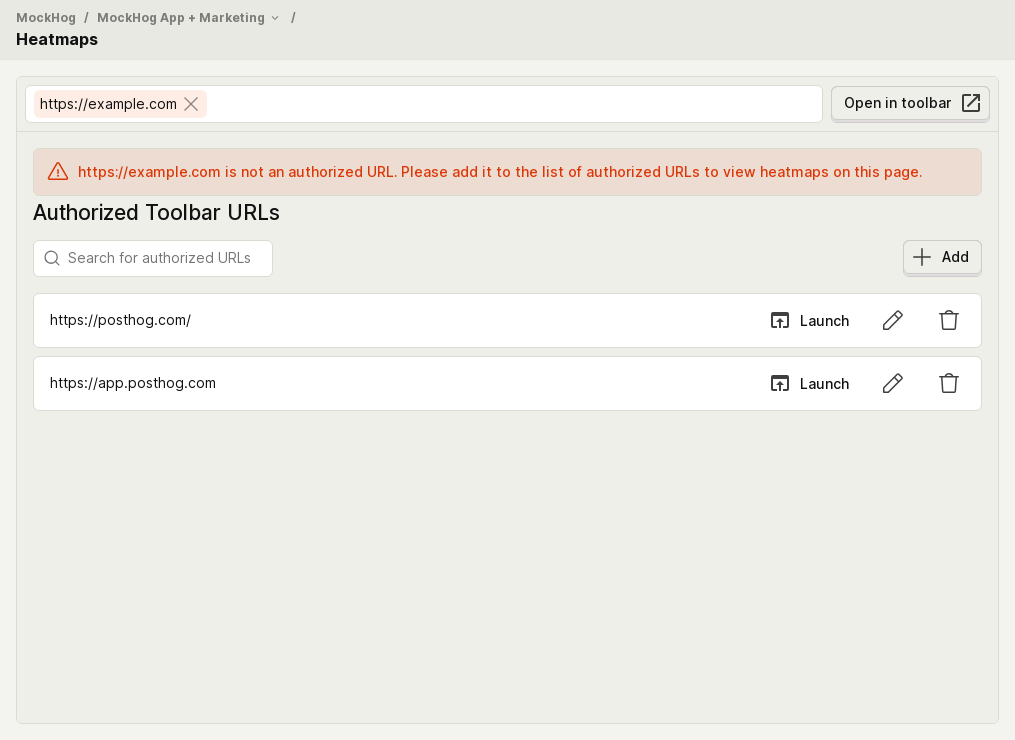 MockHog / MockHog App + Marketing /
Heatmaps
https://example.com
Open in toolbar
https://example.com is not an authorized URL. Please add it to the list of authorized URLs to view heatmaps on this page.
Authorized Toolbar URLs
Search for authorized URLs
Add
https://posthog.com/
Launch
https://app.posthog.com
Launch